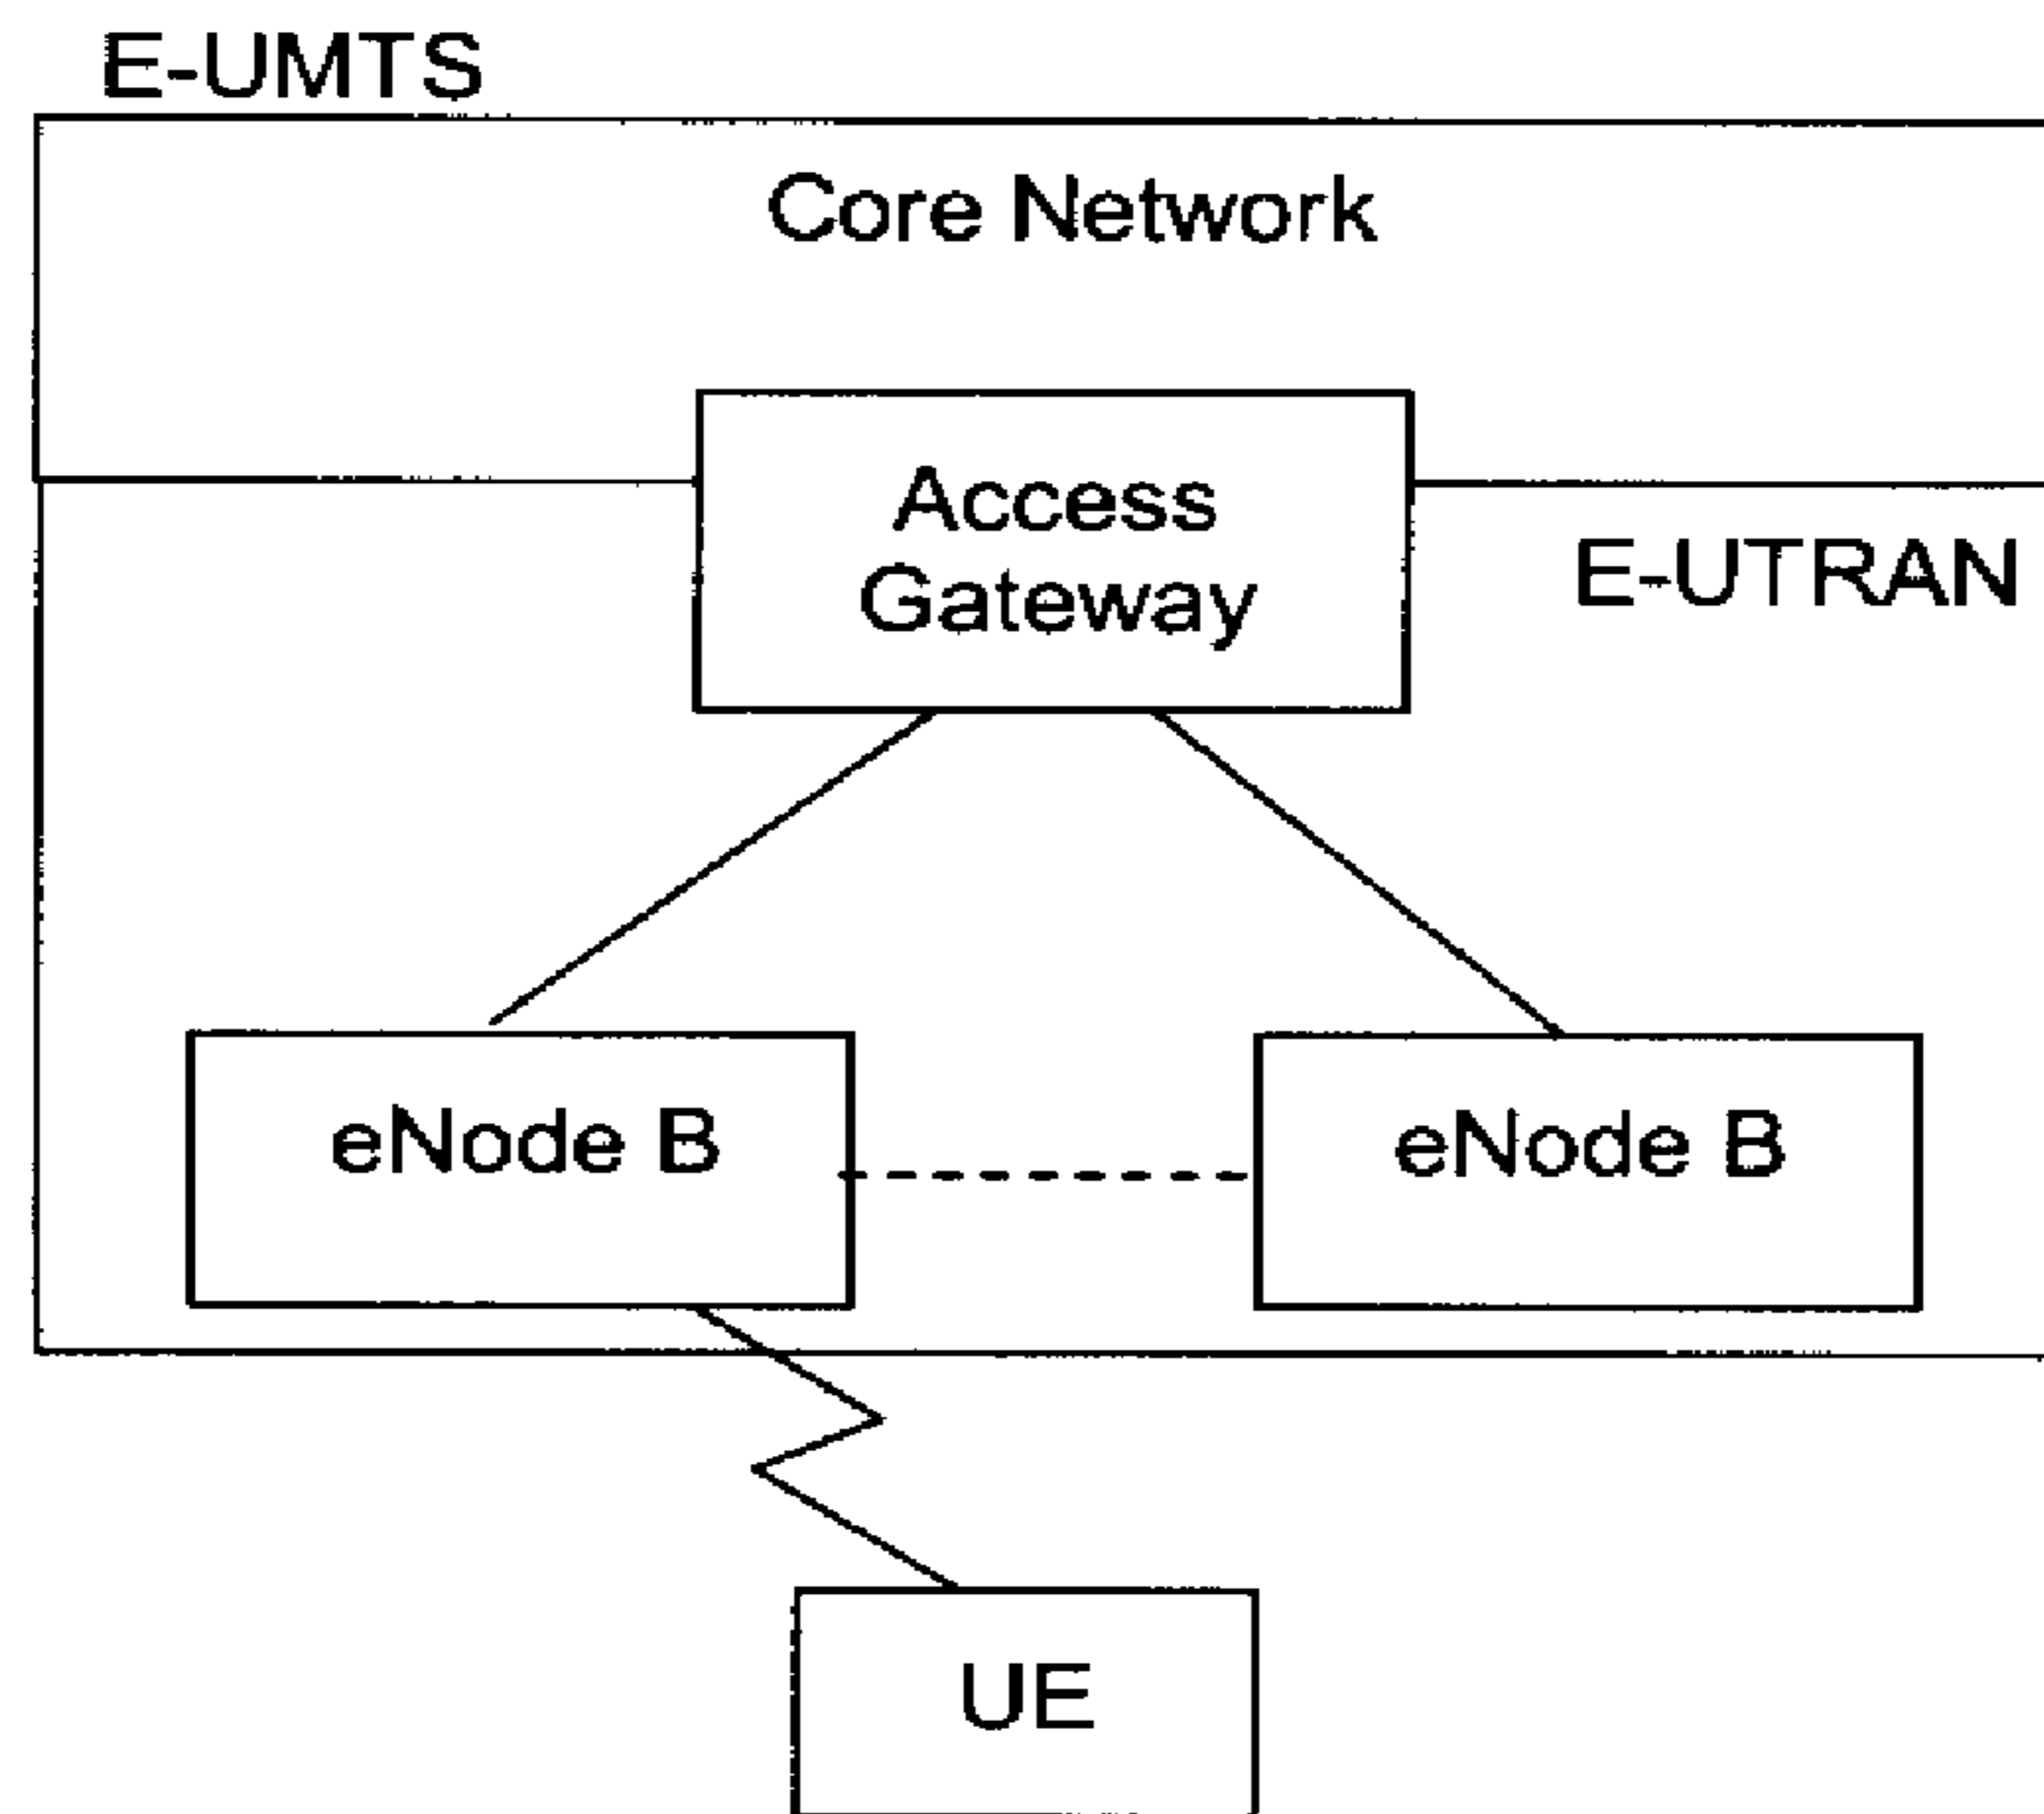 E-UMTS
Core Network
Access
Gateway
E-UTRAN
eNode B
eNode B
UE